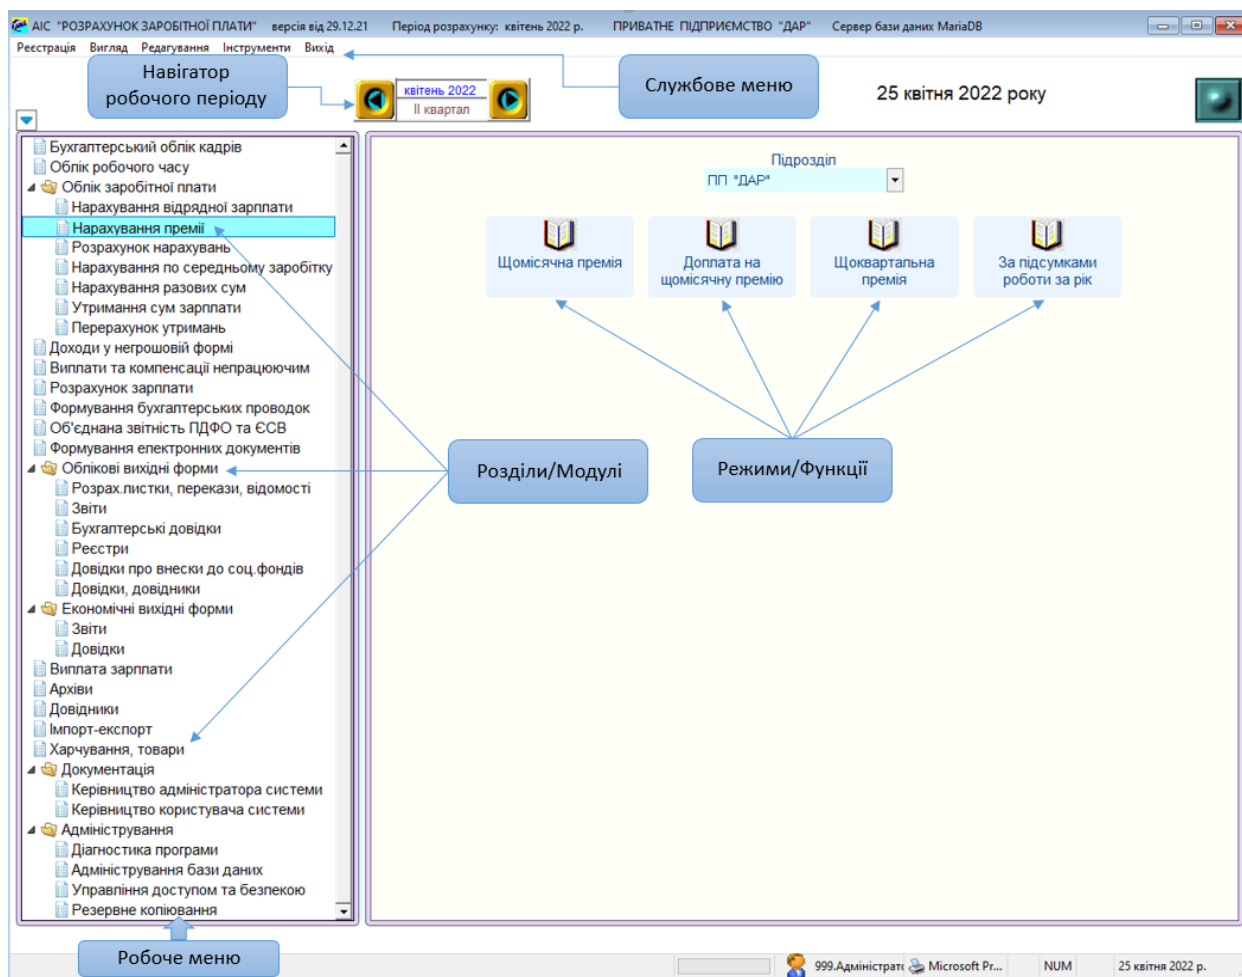 АІС "РОЗРАХУНОК ЗАРОБІТНОЇ ПЛАТИ" версія від 29.12.21 Період розрахунку: квітень 2022 р. ПРИВАТНЕ ПІДПРИЄМСТВО "ДАР" Сервер бази даних MariaDB
Реєстрація Вигляд Редагування Інструменти Вихід
Навігатор
робочого періоду
квітень 2022
II квартал
Службове меню
25 квітня 2022 року
Бухгалтерський облік кадрів
Облік робочого часу
Облік заробітної плати
Нарахування відрядної зарплати
Нарахування премії
Розрахунок нарахувань
Нарахування по середньому заробітку
Нарахування разових сум
Утримання сум зарплати
Перерахунок утримань
Доходи у негрошовій формі
Виплати та компенсації непрацюючим
Розрахунок зарплати
Формування бухгалтерських проводок
Об'єднана звітність ПДФО та ЄСВ
Формування електронних документів
Облікові вихідні форми
Розрах.листки, перекази, відомості
Звіти
Бухгалтерські довідки
Реєстри
Довідки про внески до соц.фондів
Довідки, довідники
Економічні вихідні форми
Звіти
Довідки
Виплата зарплати
Архіви
Довідники
Імпорт-експорт
Харчування, товари
Документація
Керівництво адміністратора системи
Керівництво користувача системи
Адміністрування
Діагностика програми
Адміністрування бази даних
Управління доступом та безпекою
Резервне копіювання
Підрозділ
ПП "ДАР"
Щомісячна премія
Доплата на
щомісячну премію
Щоквартальна
премія
За підсумками
роботи за рік
Розділи/Модулі
Режими/Функції
Робоче меню
999.Адміністрато Microsoft Pr... NUM 25 квітня 2022 р.